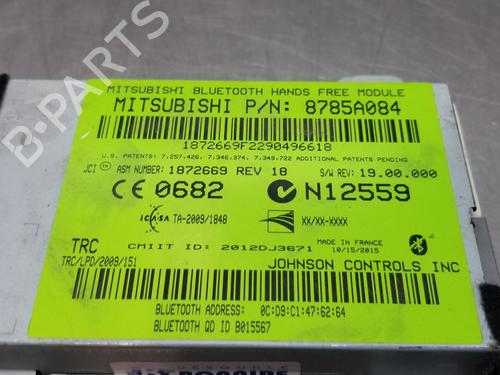 MITSUBISHI BLUETOOTH HANDS FREE MODULE
MITSUBISHI P/N: 8785A084
1872669F2290496618
U.S. PATENTS: 7,257,426, 7,346,374, 7,349,722 ADDITIONAL PATENTS PENDING
JCI TM ASM NUMBER: 1872669 REV 18 S/W REV: 19.00.000
CE 0682 N12559
ICASA TA-2009/1848 XX/XX-XXXX
TRC CMIIT ID: 2012DJ3671 MADE IN FRANCE
TRC/LPD/2009/151 10/15/2015
JOHNSON CONTROLS INC
BLUETOOTH ADDRESS: 0C:D9:C1:47:62:64
BLUETOOTH QD ID B015567
B-PARTS